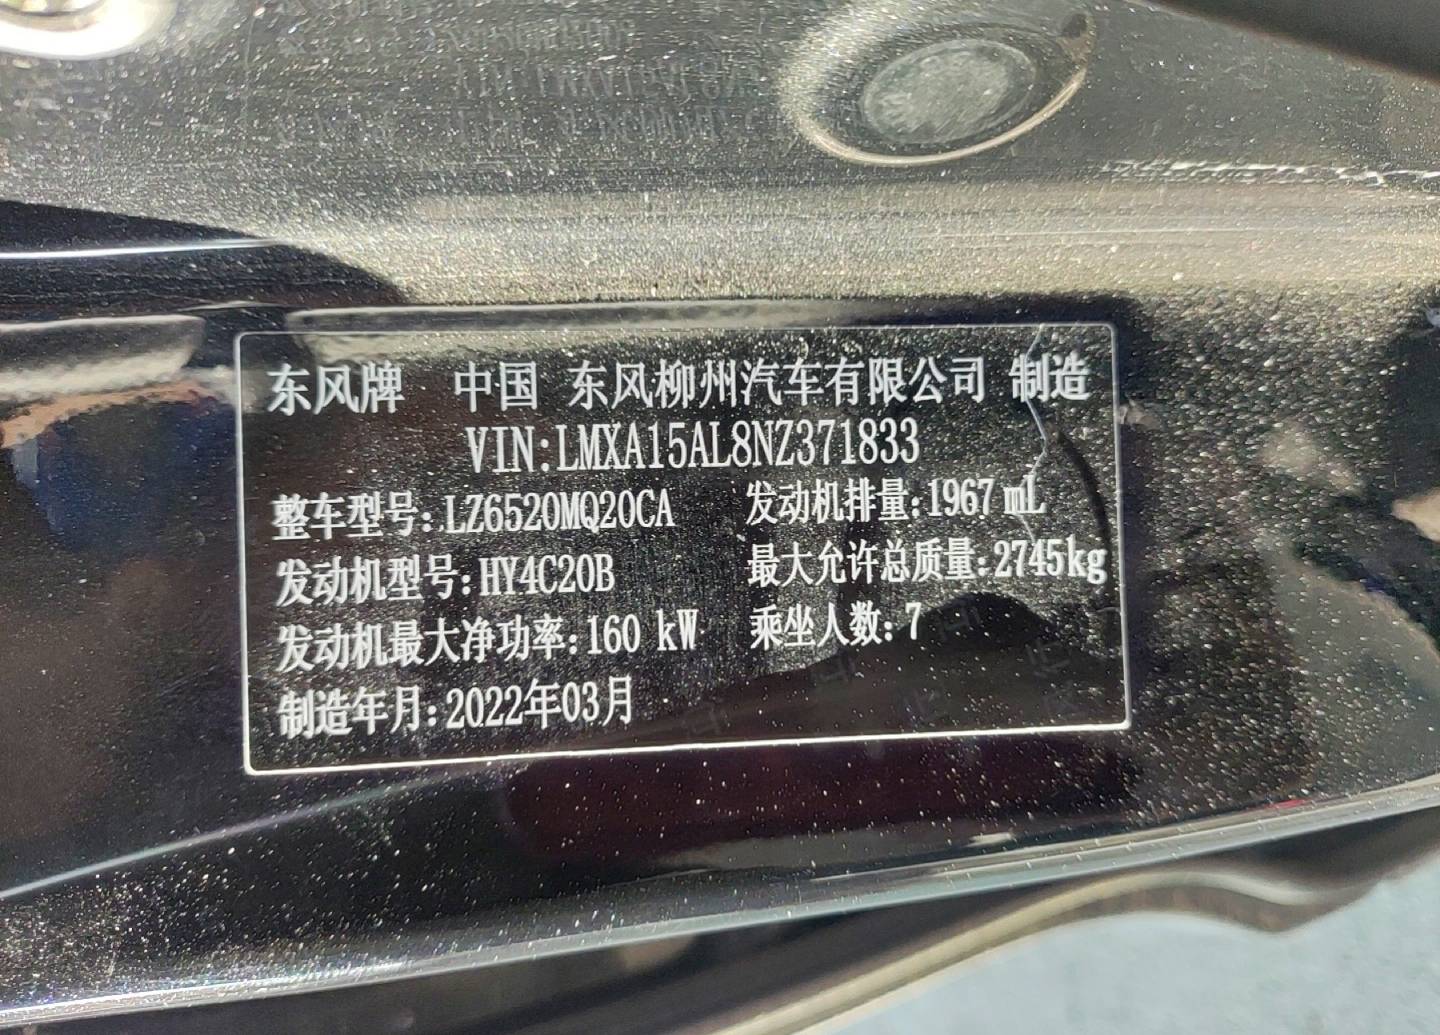 东风牌 中国 东风柳州汽车有限公司 制造
VIN:LMXA15AL8NZ371833
整车型号:LZ6520MQ20CA 发动机排量:1967 mL
发动机型号:HY4C20B 最大允许总质量:2745kg
发动机最大净功率:160 kW 乘坐人数:7
制造年月:2022年03月